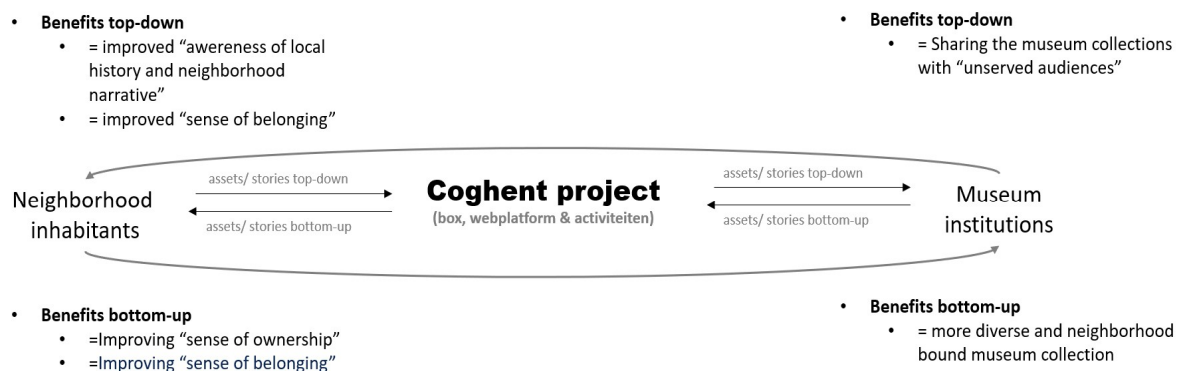 • Benefits top-down
• = improved “awereness of local
history and neighborhood
narrative”
• = improved “sense of belonging”
• Benefits top-down
• = Sharing the museum collections
with “unserved audiences”
Neighborhood
inhabitants
assets/ stories top-down
assets/ stories bottom-up
Coghent project
(box, webplatform & activiteiten)
assets/ stories top-down
assets/ stories bottom-up
Museum
institutions
• Benefits bottom-up
• =Improving “sense of ownership”
• =Improving “sense of belonging”
• Benefits bottom-up
• = more diverse and neighborhood
bound museum collection